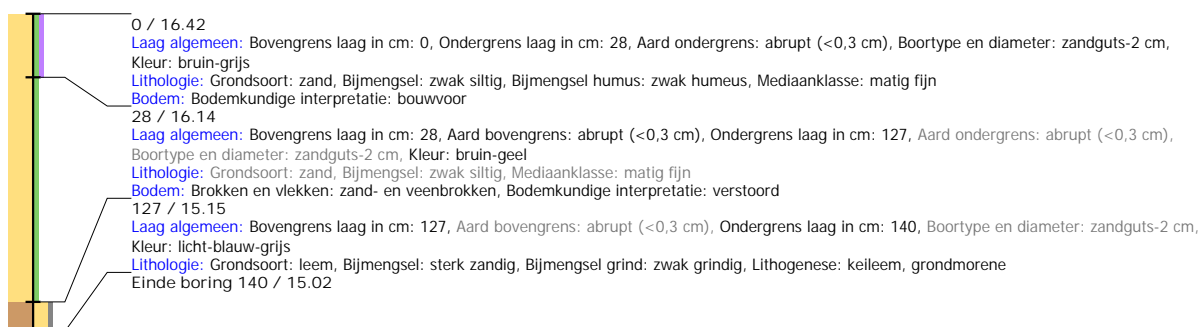 0 / 16.42
Laag algemeen: Bovengrens laag in cm: 0, Ondergrens laag in cm: 28, Aard ondergrens: abrupt (<0,3 cm), Boortype en diameter: zandguts-2 cm,
Kleur: bruin-grijs
Lithologie: Grondsoort: zand, Bijmengsel: zwak siltig, Bijmengsel humus: zwak humeus, Mediaanklasse: matig fijn
Bodem: Bodemkundige interpretatie: bouwvoor
28 / 16.14
Laag algemeen: Bovengrens laag in cm: 28, Aard bovengrens: abrupt (<0,3 cm), Ondergrens laag in cm: 127, Aard ondergrens: abrupt (<0,3 cm),
Boortype en diameter: zandguts-2 cm, Kleur: bruin-geel
Lithologie: Grondsoort: zand, Bijmengsel: zwak siltig, Mediaanklasse: matig fijn
Bodem: Brokken en vlekken: zand- en veenbrokken, Bodemkundige interpretatie: verstoord
127 / 15.15
Laag algemeen: Bovengrens laag in cm: 127, Aard bovengrens: abrupt (<0,3 cm), Ondergrens laag in cm: 140, Boortype en diameter: zandguts-2 cm,
Kleur: licht-blauw-grijs
Lithologie: Grondsoort: leem, Bijmengsel: sterk zandig, Bijmengsel grind: zwak grindig, Lithogenese: keileem, grondmorene
Einde boring 140 / 15.02